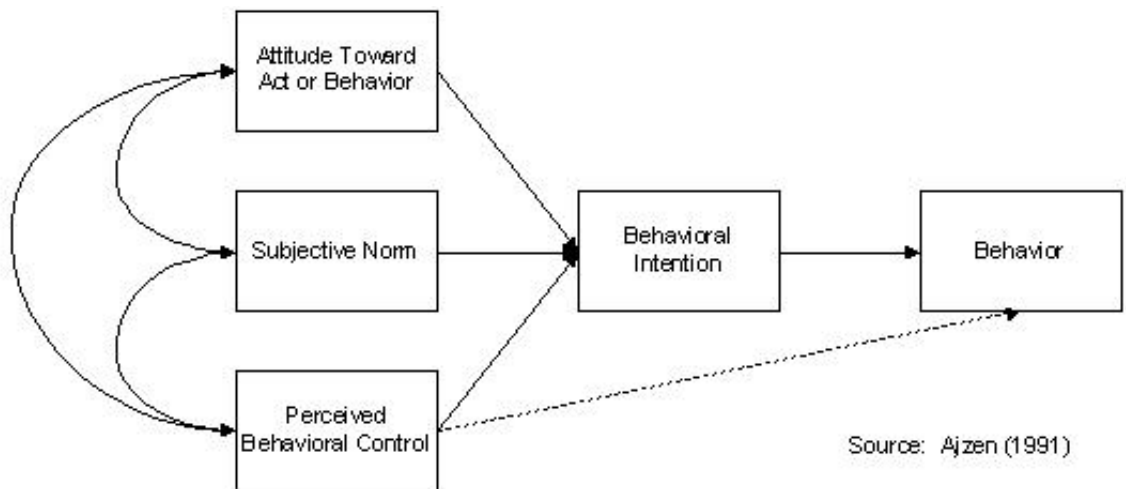 Attitude Toward
Act or Behavior
Subjective Norm
Behavioral
Intention
Behavior
Perceived
Behavioral Control
Source: Ajzen (1991)